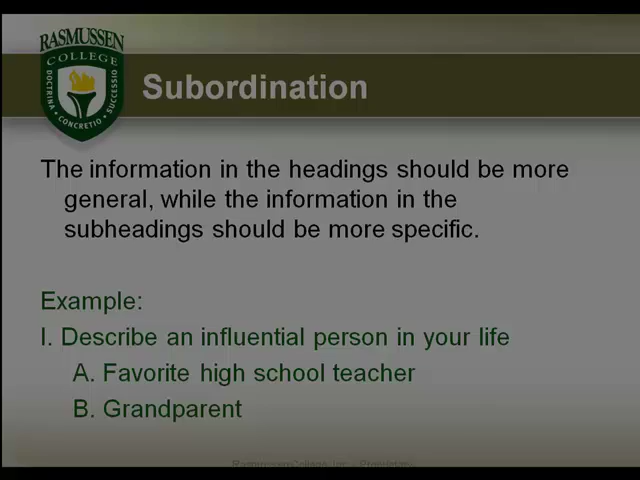 RASMUSSEN
COLLEGE
DOCTRINA · CONCRETIO · SUCCESSIO
Subordination
The information in the headings should be more
general, while the information in the
subheadings should be more specific.
Example:
I. Describe an influential person in your life
A. Favorite high school teacher
B. Grandparent